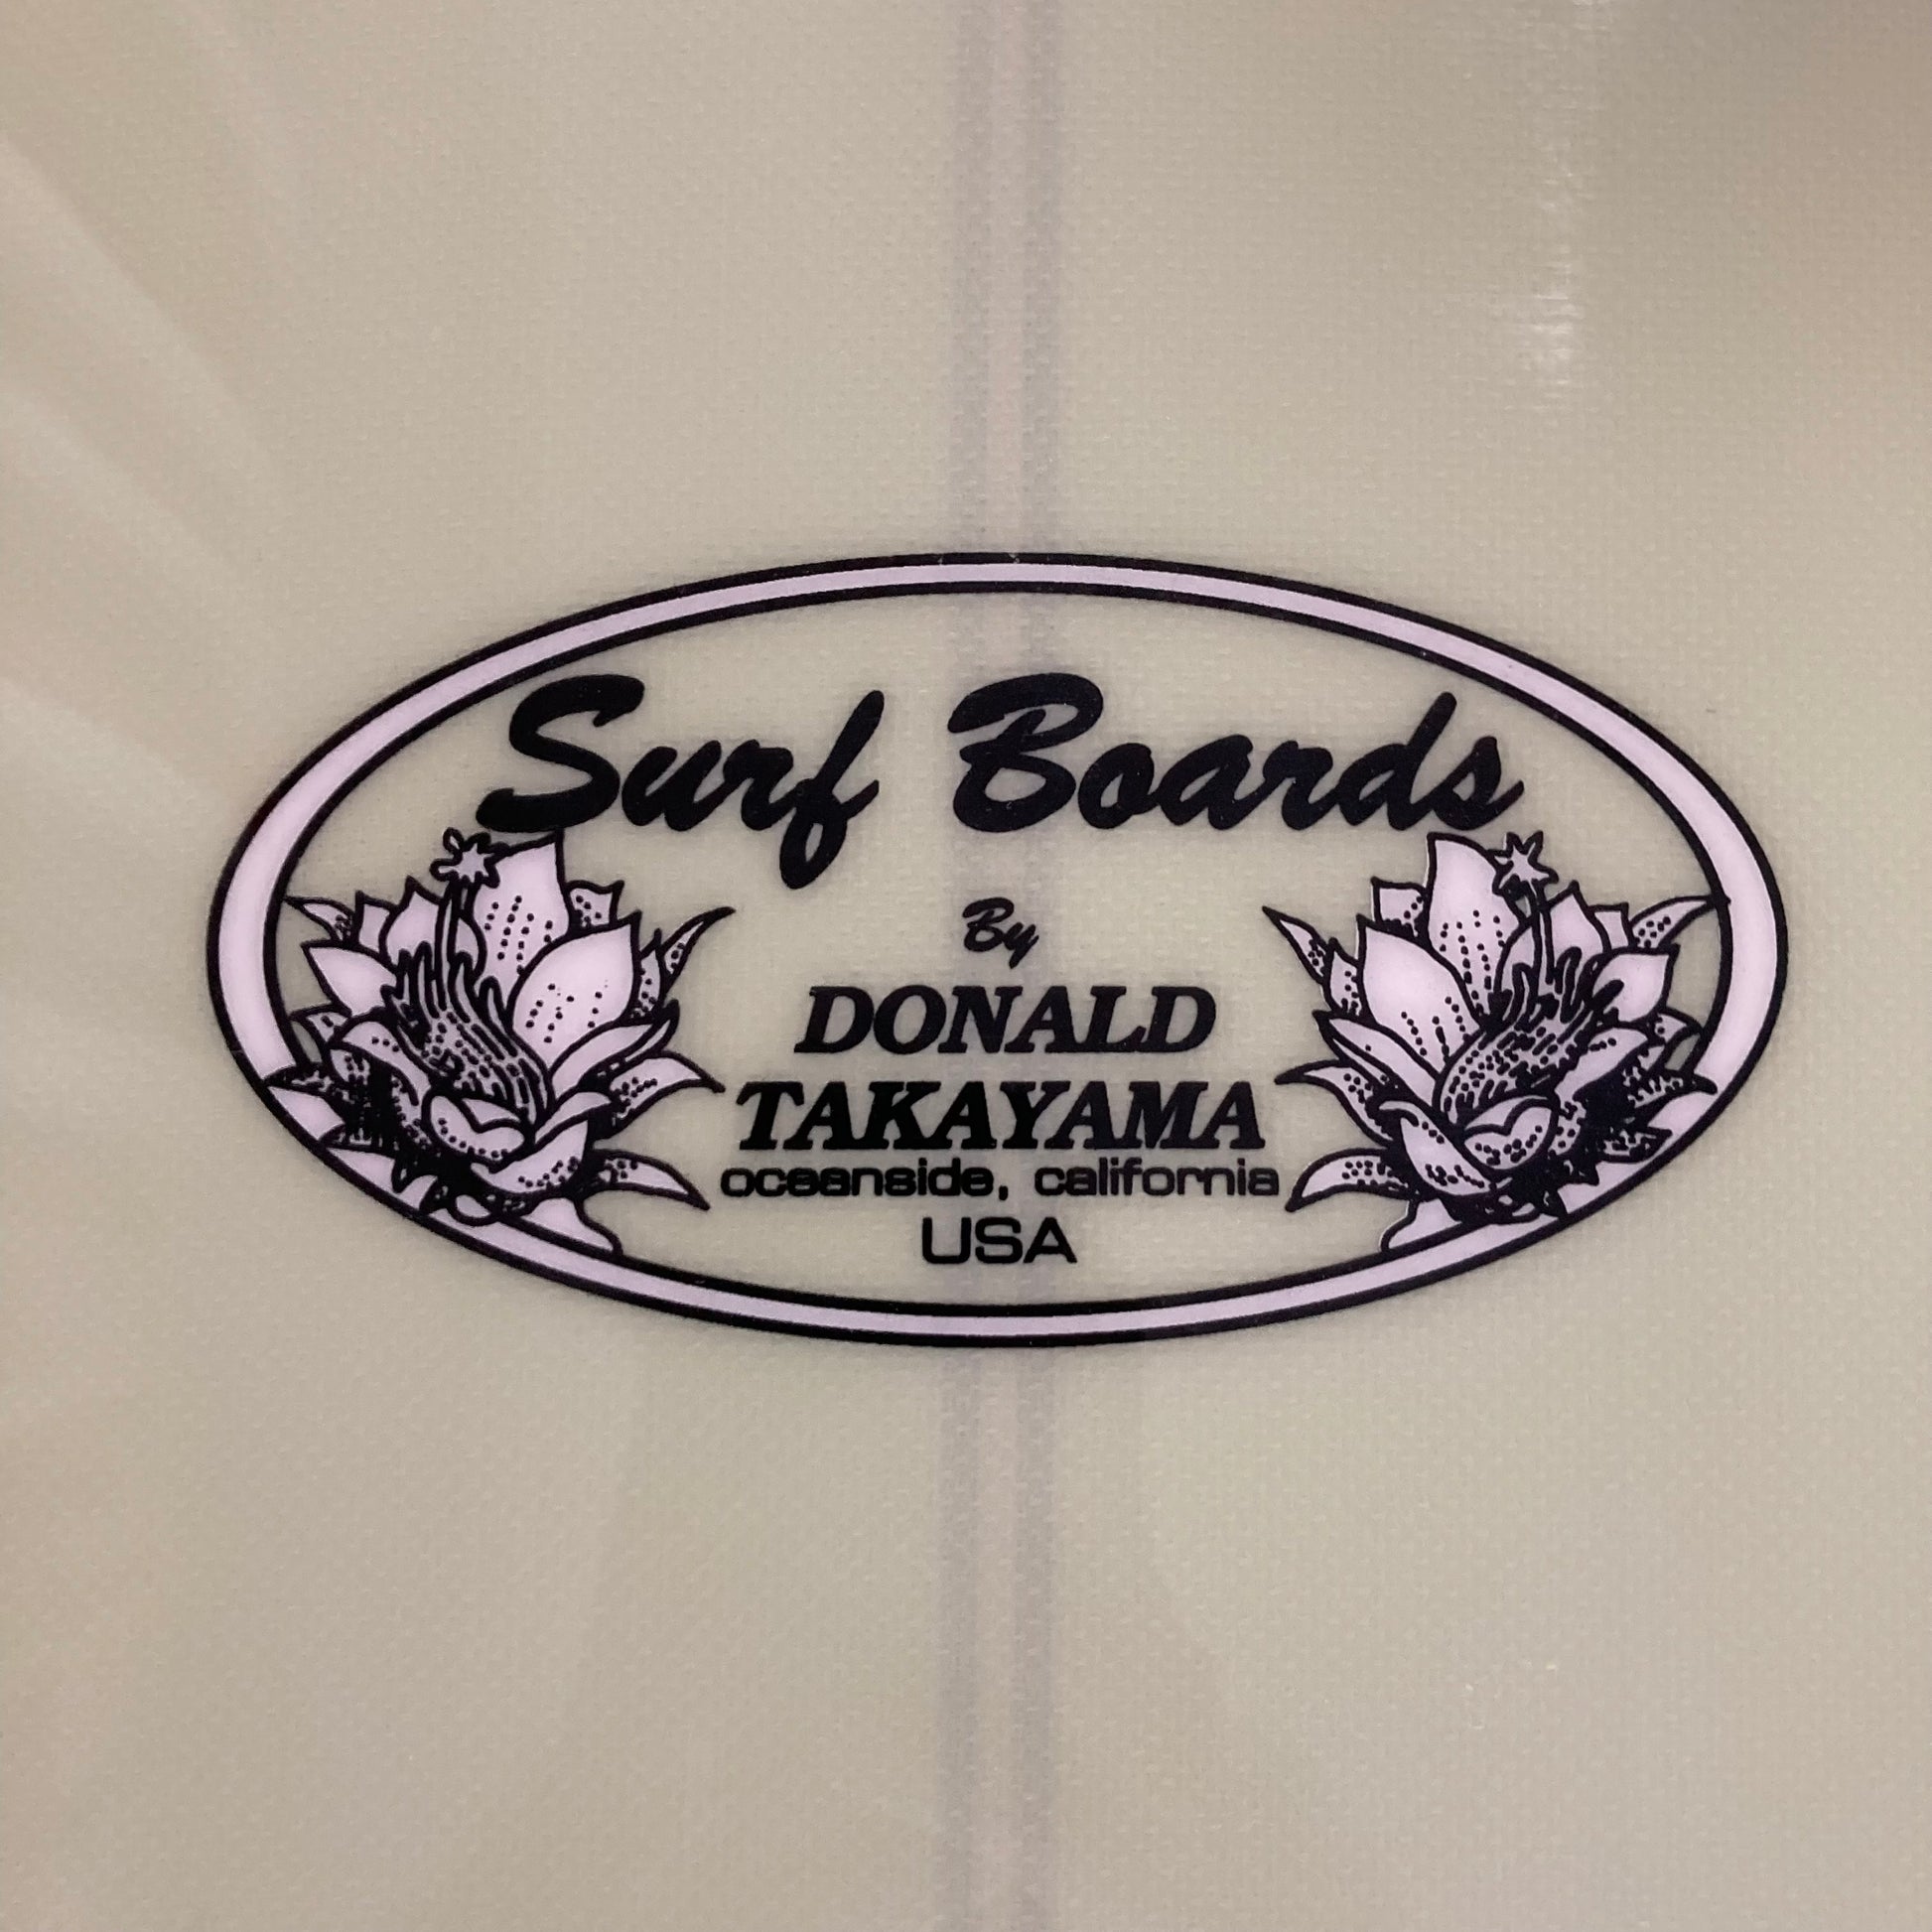 Surf Boards
By
DONALD
TAKAYAMA
oceanside, california
USA